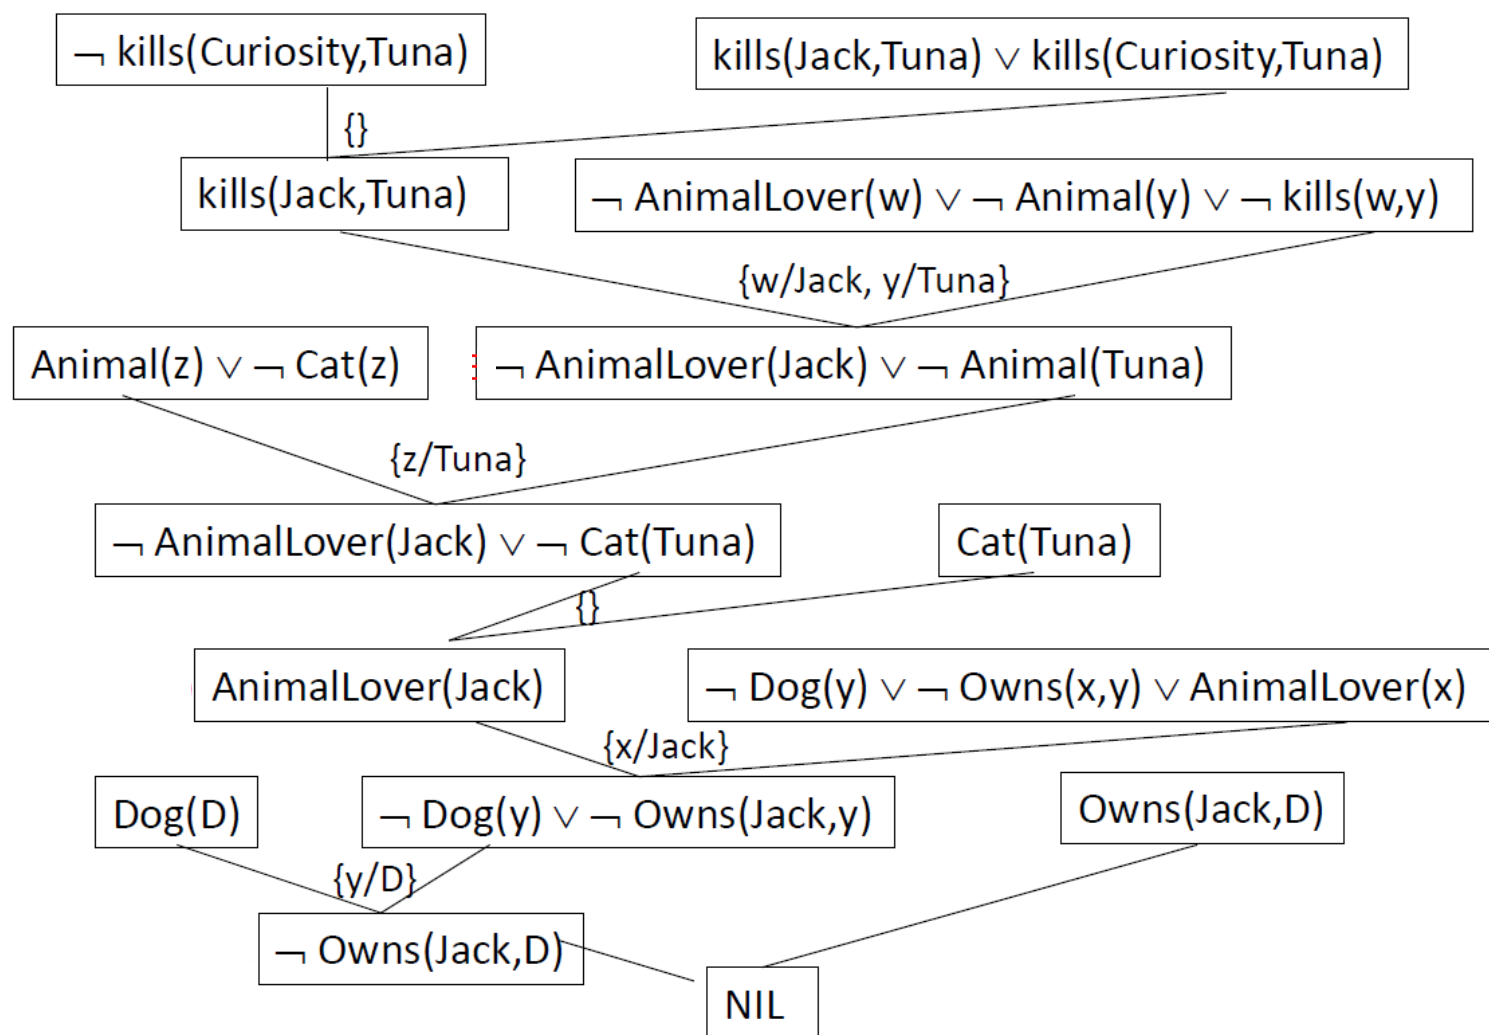 ¬ kills(Curiosity,Tuna)
kills(Jack,Tuna) ∨ kills(Curiosity,Tuna)
{}
kills(Jack,Tuna)
¬ AnimalLover(w) ∨ ¬ Animal(y) ∨ ¬ kills(w,y)
{w/Jack, y/Tuna}
Animal(z) ∨ ¬ Cat(z)
¬ AnimalLover(Jack) ∨ ¬ Animal(Tuna)
{z/Tuna}
¬ AnimalLover(Jack) ∨ ¬ Cat(Tuna)
Cat(Tuna)
{}
AnimalLover(Jack)
¬ Dog(y) ∨ ¬ Owns(x,y) ∨ AnimalLover(x)
{x/Jack}
Dog(D)
¬ Dog(y) ∨ ¬ Owns(Jack,y)
Owns(Jack,D)
{y/D}
¬ Owns(Jack,D)
NIL